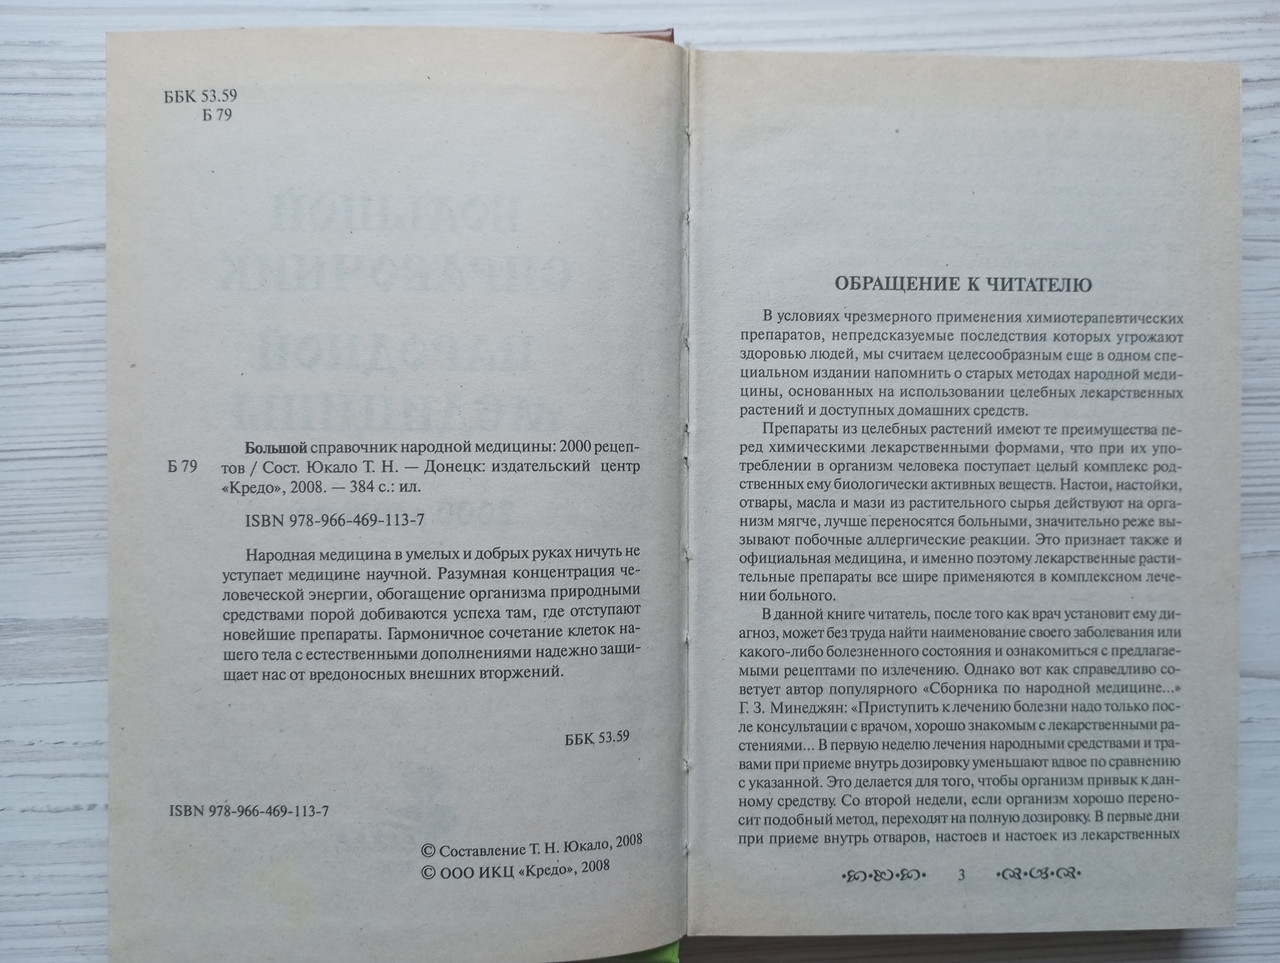 ББК 53.59
Б 79
Большой справочник народной медицины: 2000 рецеп-
Б 79 тов / Сост. Юкало Т. Н. — Донецк: издательский центр
«Кредо», 2008. — 384 с.: ил.
ISBN 978-966-469-113-7
Народная медицина в умелых и добрых руках ничуть не
уступает медицине научной. Разумная концентрация че-
ловеческой энергии, обогащение организма природными
средствами порой добиваются успеха там, где отступают
новейшие препараты. Гармоничное сочетание клеток на-
шего тела с естественными дополнениями надежно защи-
щает нас от вредоносных внешних вторжений.
ББК 53.59
ISBN 978-966-469-113-7
© Составление Т. Н. Юкало, 2008
© ООО ИКЦ «Кредо», 2008
ОБРАЩЕНИЕ К ЧИТАТЕЛЮ
В условиях чрезмерного применения химиотерапевтических
препаратов, непредсказуемые последствия которых угрожают
здоровью людей, мы считаем целесообразным еще в одном спе-
циальном издании напомнить о старых методах народной меди-
цины, основанных на использовании целебных лекарственных
растений и доступных домашних средств.
Препараты из целебных растений имеют те преимущества пе-
ред химическими лекарственными формами, что при их упо-
треблении в организм человека поступает целый комплекс род-
ственных ему биологически активных веществ. Настои, настойки,
отвары, масла и мази из растительного сырья действуют на орга-
низм мягче, лучше переносятся больными, значительно реже вы-
зывают побочные аллергические реакции. Это признает также и
официальная медицина, и именно поэтому лекарственные расти-
тельные препараты все шире применяются в комплексном лече-
нии больного.
В данной книге читатель, после того как врач установит ему ди-
агноз, может без труда найти наименование своего заболевания или
какого-либо болезненного состояния и ознакомиться с предлагае-
мыми рецептами по излечению. Однако вот как справедливо со-
ветует автор популярного «Сборника по народной медицине...»
Г. З. Минеджян: «Приступить к лечению болезни надо только пос-
ле консультации с врачом, хорошо знакомым с лекарственными ра-
стениями... В первую неделю лечения народными средствами и тра-
вами при приеме внутрь дозировку уменьшают вдвое по сравнению
с указанной. Это делается для того, чтобы организм привык к дан-
ному средству. Со второй недели, если организм хорошо перено-
сит подобный метод, переходят на полную дозировку. В первые дни
при приеме внутрь отваров, настоев и настоек из лекарственных
3